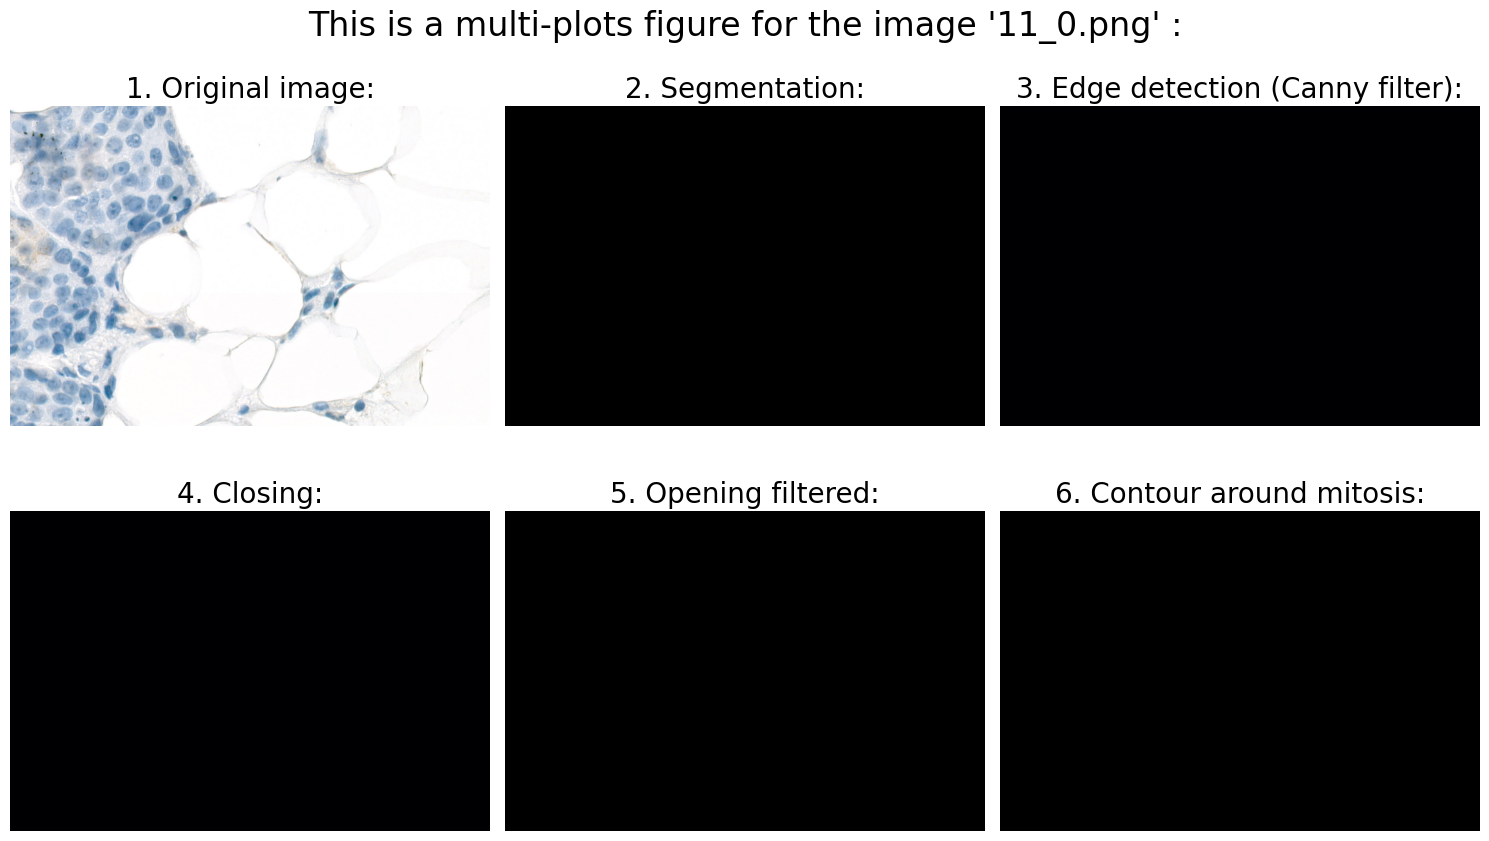 This is a multi-plots figure for the image '11_0.png' :
1. Original image:
2. Segmentation:
3. Edge detection (Canny filter):
4. Closing:
5. Opening filtered:
6. Contour around mitosis: